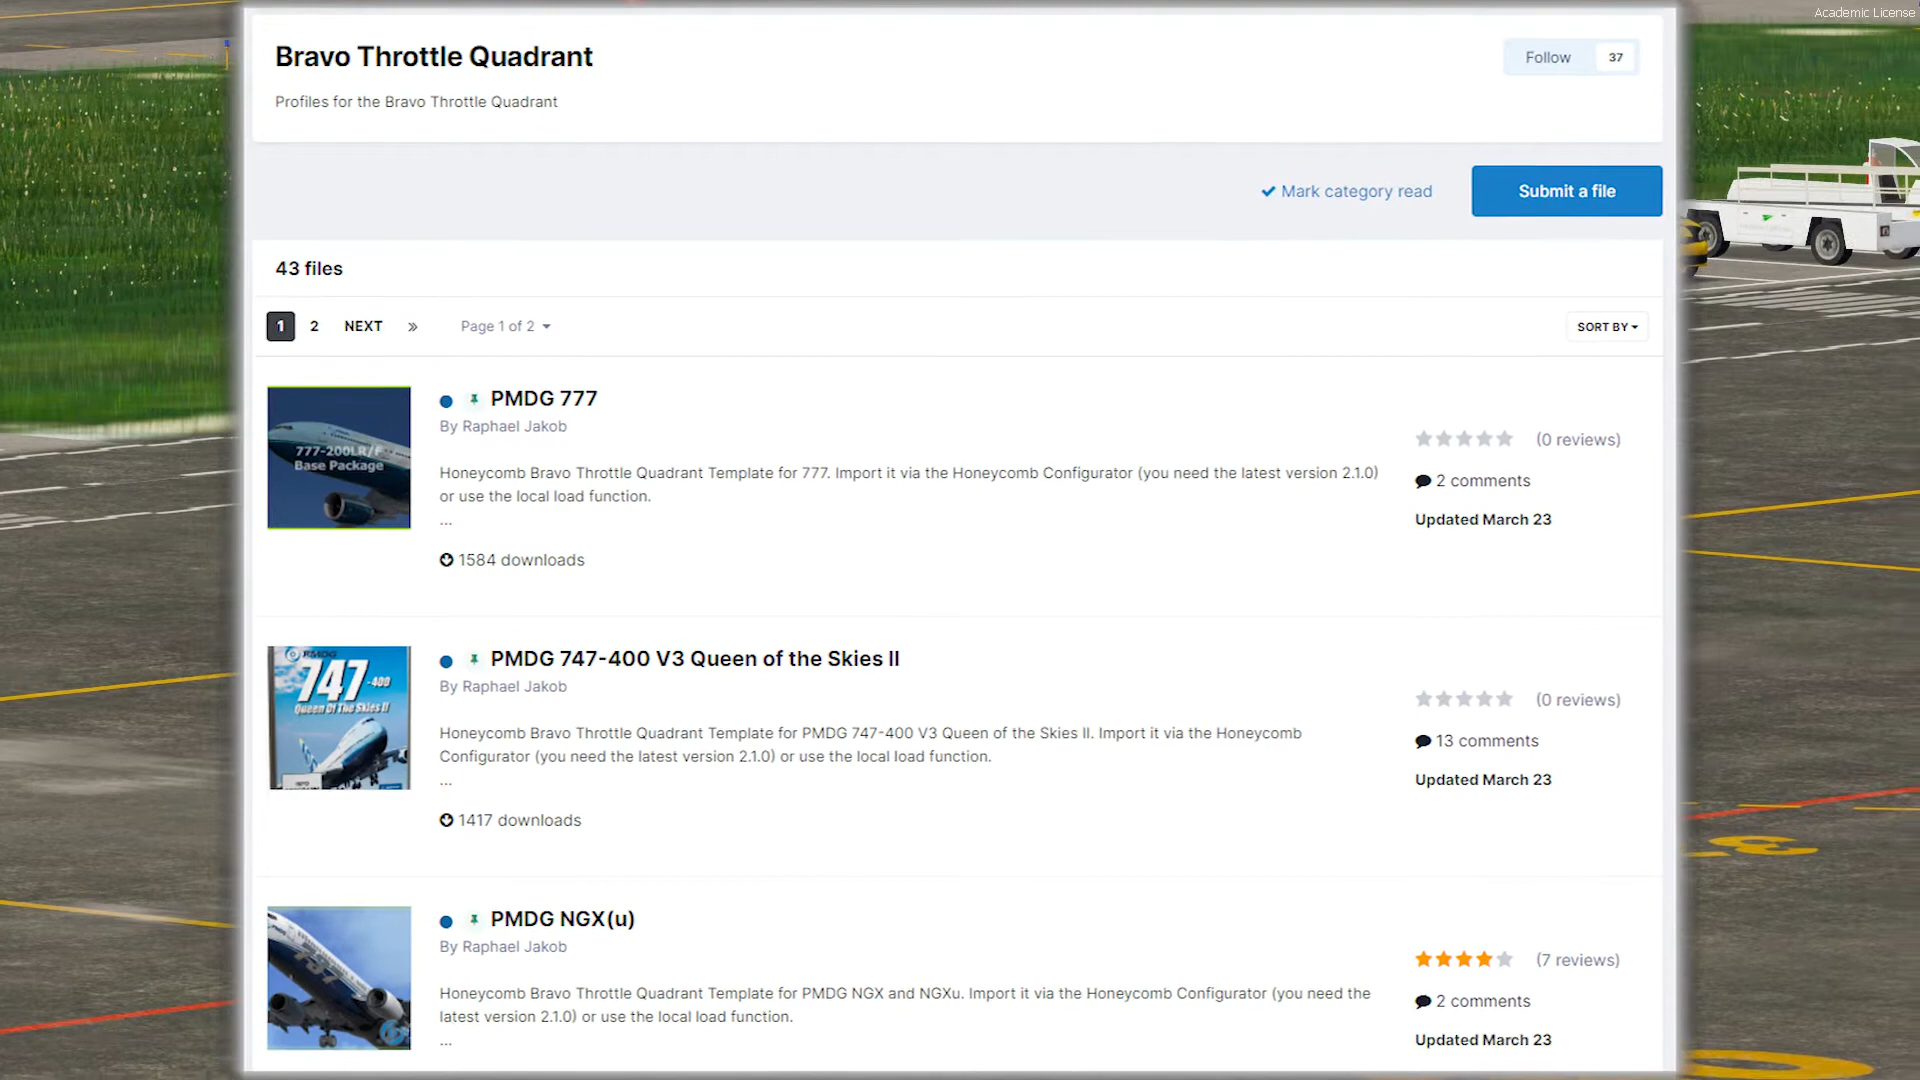 Academic License
Bravo Throttle Quadrant
Follow 37
Profiles for the Bravo Throttle Quadrant
Mark category read
Submit a file
43 files
1 2 NEXT » Page 1 of 2
SORT BY
777-200LR/F
Base Package
PMDG 777
By Raphael Jakob
Honeycomb Bravo Throttle Quadrant Template for 777. Import it via the Honeycomb Configurator (you need the latest version 2.1.0)
or use the local load function.
...
1584 downloads
(0 reviews)
2 comments
Updated March 23
PMDG
747-400
Queen Of The Skies II
PMDG 747-400 V3 Queen of the Skies II
By Raphael Jakob
Honeycomb Bravo Throttle Quadrant Template for PMDG 747-400 V3 Queen of the Skies II. Import it via the Honeycomb
Configurator (you need the latest version 2.1.0) or use the local load function.
...
1417 downloads
(0 reviews)
13 comments
Updated March 23
737
PMDG NGX(u)
By Raphael Jakob
Honeycomb Bravo Throttle Quadrant Template for PMDG NGX and NGXu. Import it via the Honeycomb Configurator (you need the
latest version 2.1.0) or use the local load function.
...
(7 reviews)
2 comments
Updated March 23